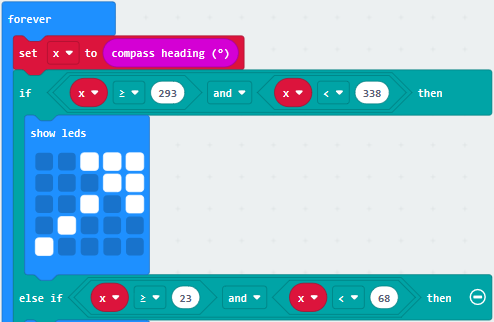 forever
set x to compass heading (°)
if x ≥ 293 and x < 338 then
show leds
else if x ≥ 23 and x < 68 then